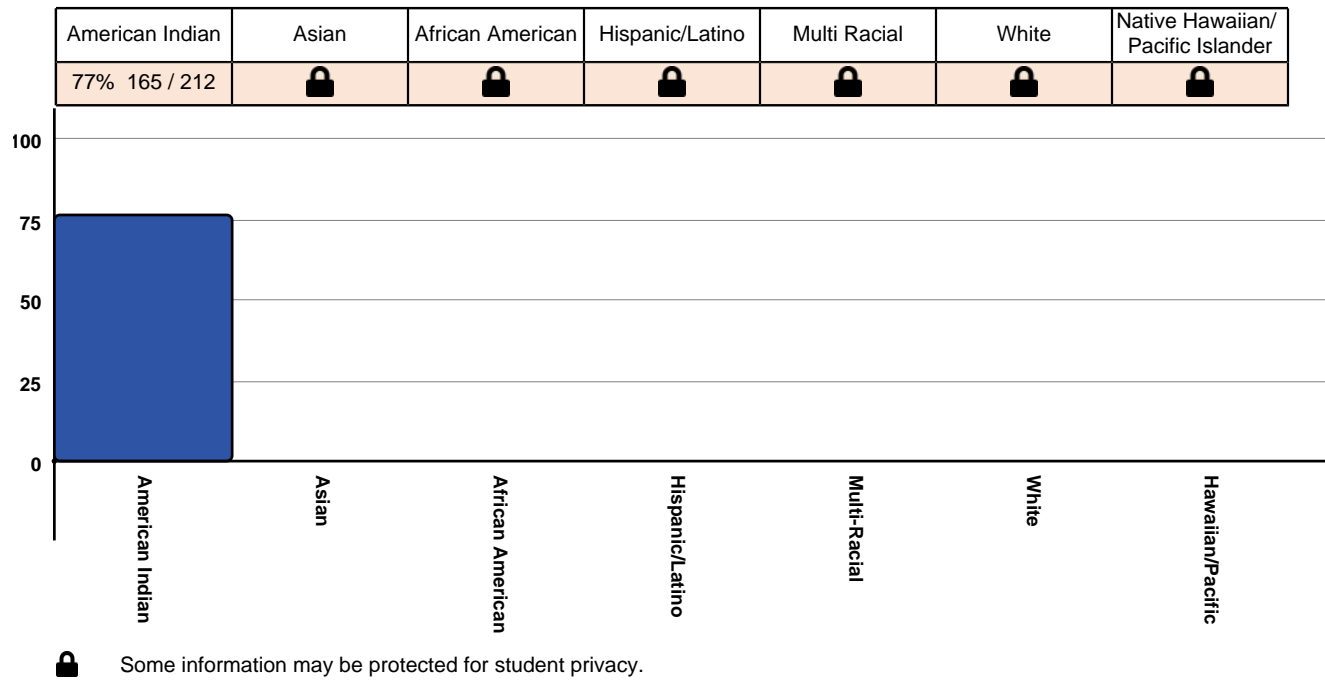 American Indian
Asian
African American
Hispanic/Latino
Multi Racial
White
Native Hawaiian/
Pacific Islander
77% 165 / 212
100
75
50
25
0
American Indian
Asian
African American
Hispanic/Latino
Multi-Racial
White
Hawaiian/Pacific
Some information may be protected for student privacy.